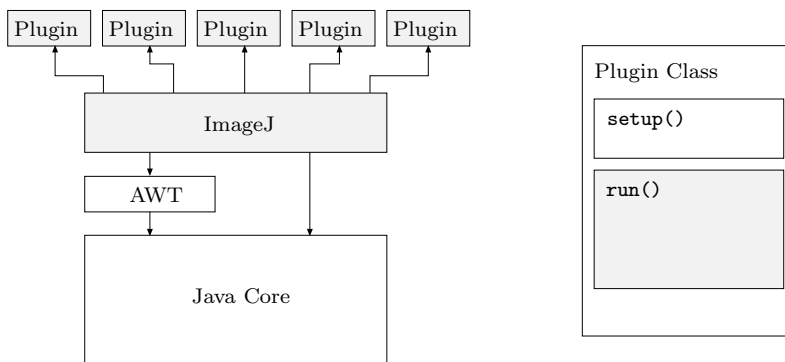 Plugin Plugin Plugin Plugin Plugin
ImageJ
AWT
Java Core
Plugin Class
setup()
run()